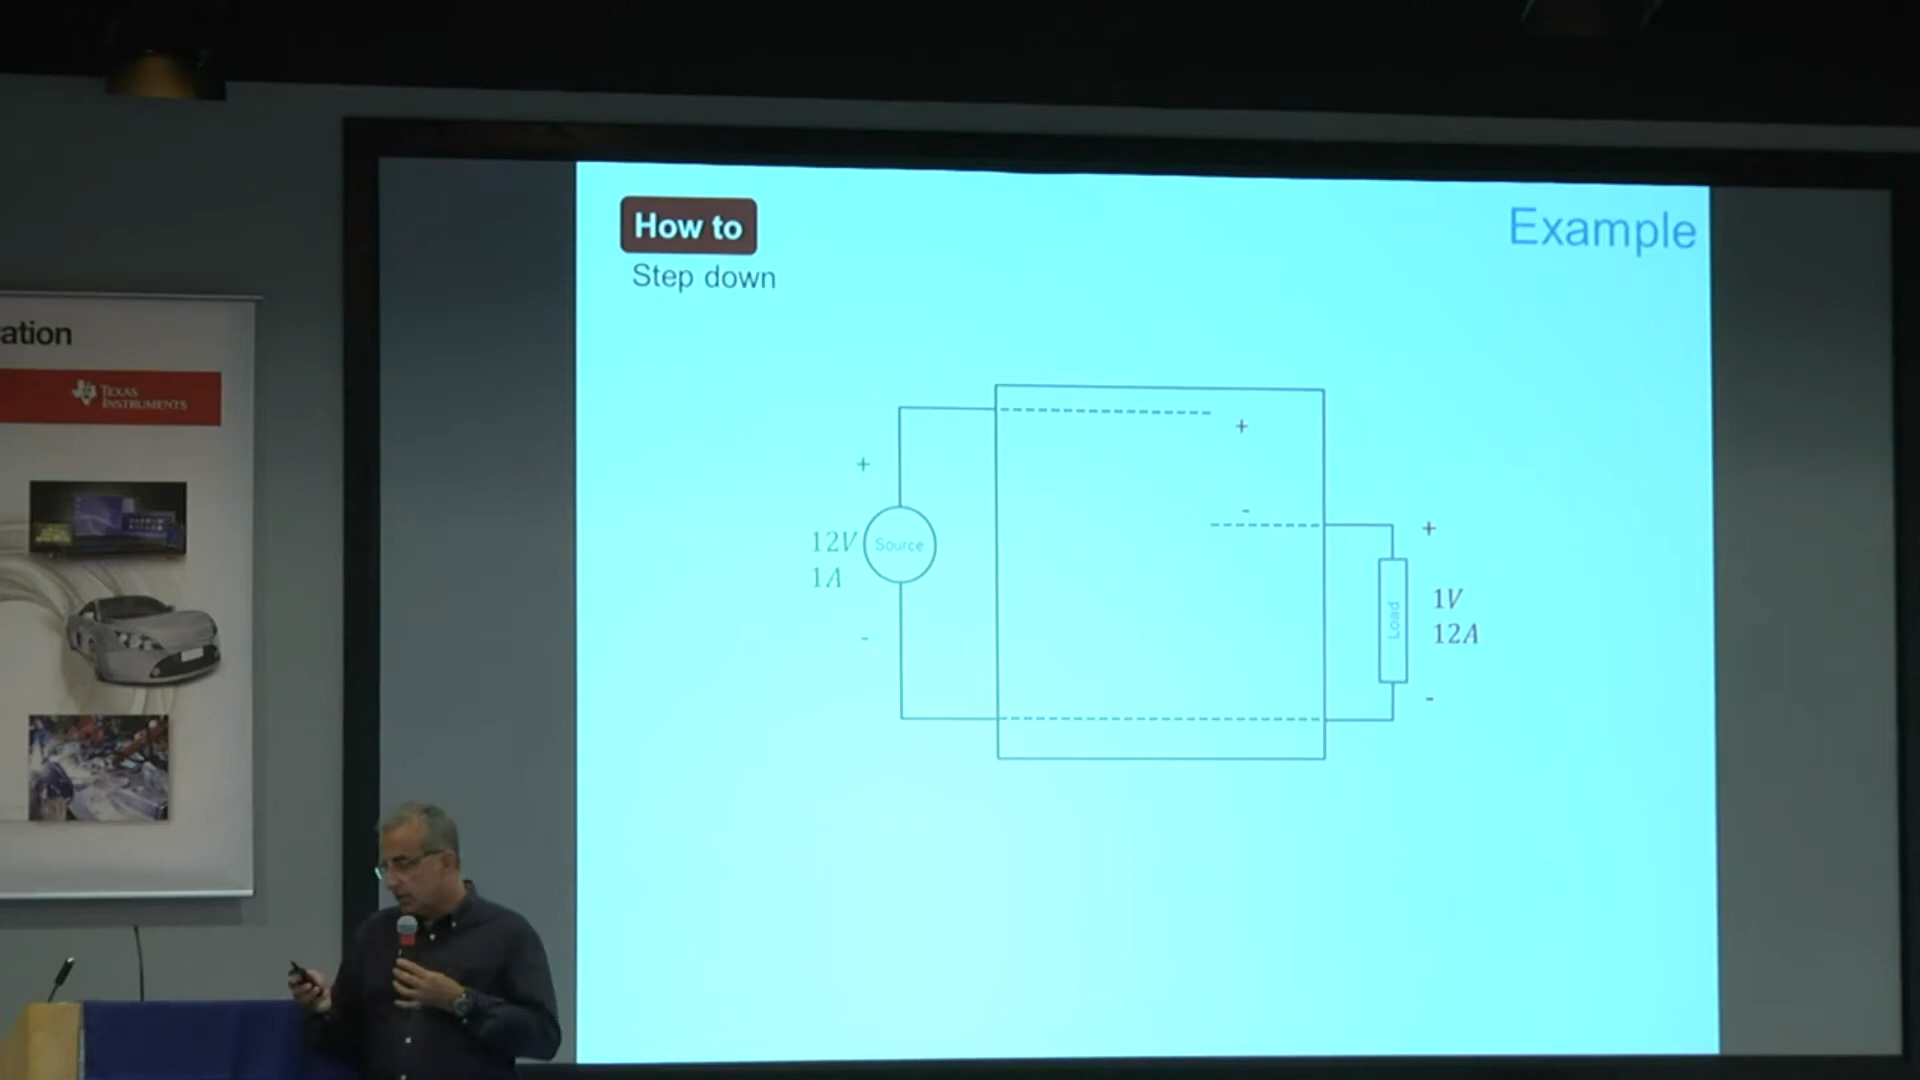 ation
TEXAS
INSTRUMENTS
How to
Step down
Example
+
+
-
12V
1A
Source
-
+
1V
12A
Load
-